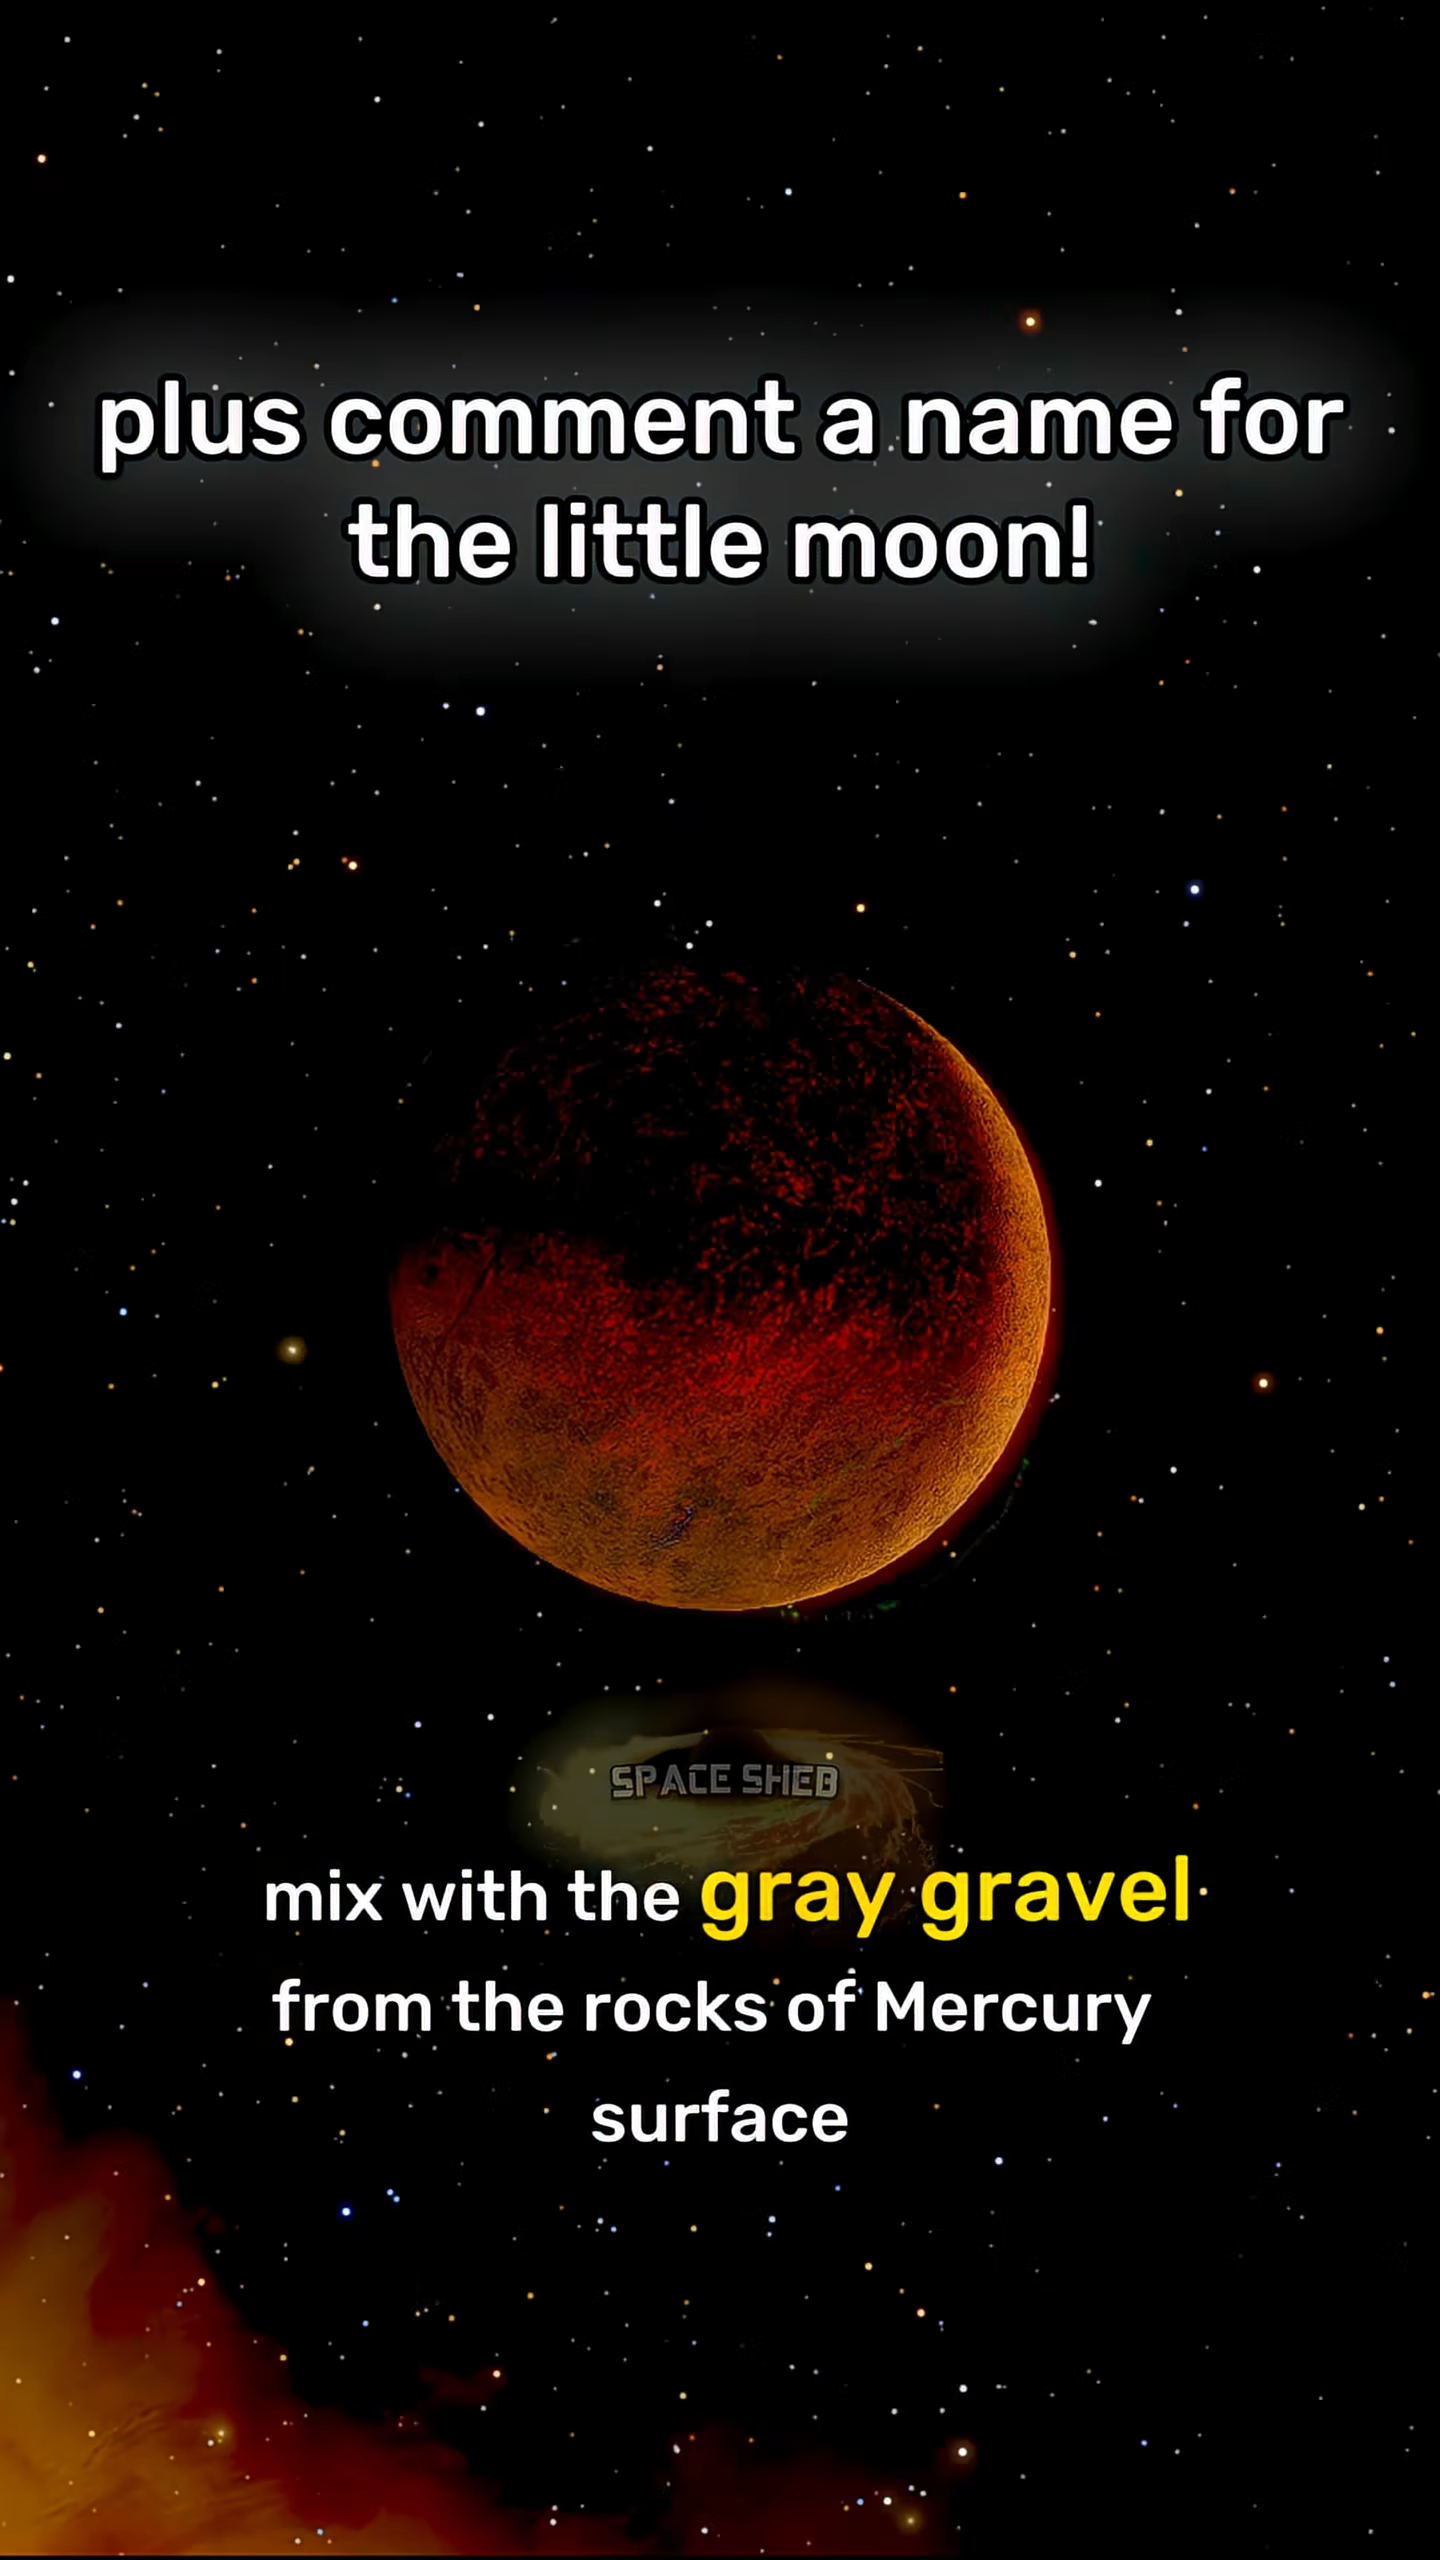 plus comment a name for
the little moon!
SPACE SHEB
mix with the gray gravel
from the rocks of Mercury
surface